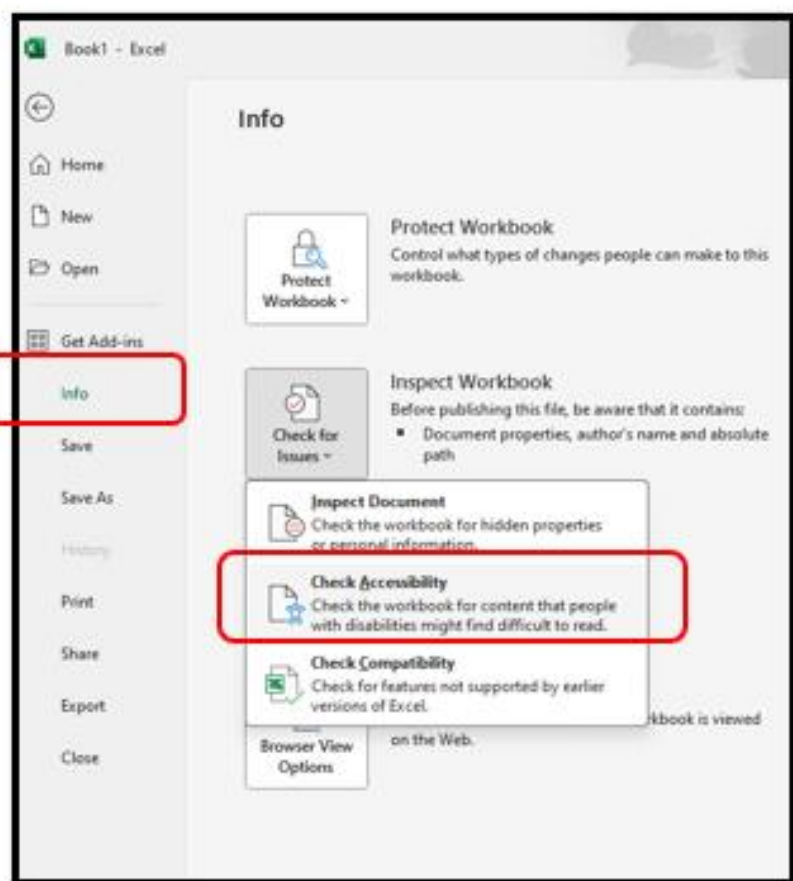 Book1 - Excel
Info
Home
New
Open
Get Add-ins
Info
Save
Save As
History
Print
Share
Export
Close
Protect
Workbook
Protect Workbook
Control what types of changes people can make to this
workbook.
Check for
Issues
Inspect Workbook
Before publishing this file, be aware that it contains:
▪ Document properties, author's name and absolute
path
Inspect Document
Check the workbook for hidden properties
or personal information.
Check Accessibility
Check the workbook for content that people
with disabilities might find difficult to read.
Check Compatibility
Check for features not supported by earlier
versions of Excel.
Browser View
Options
kbook is viewed
on the Web.